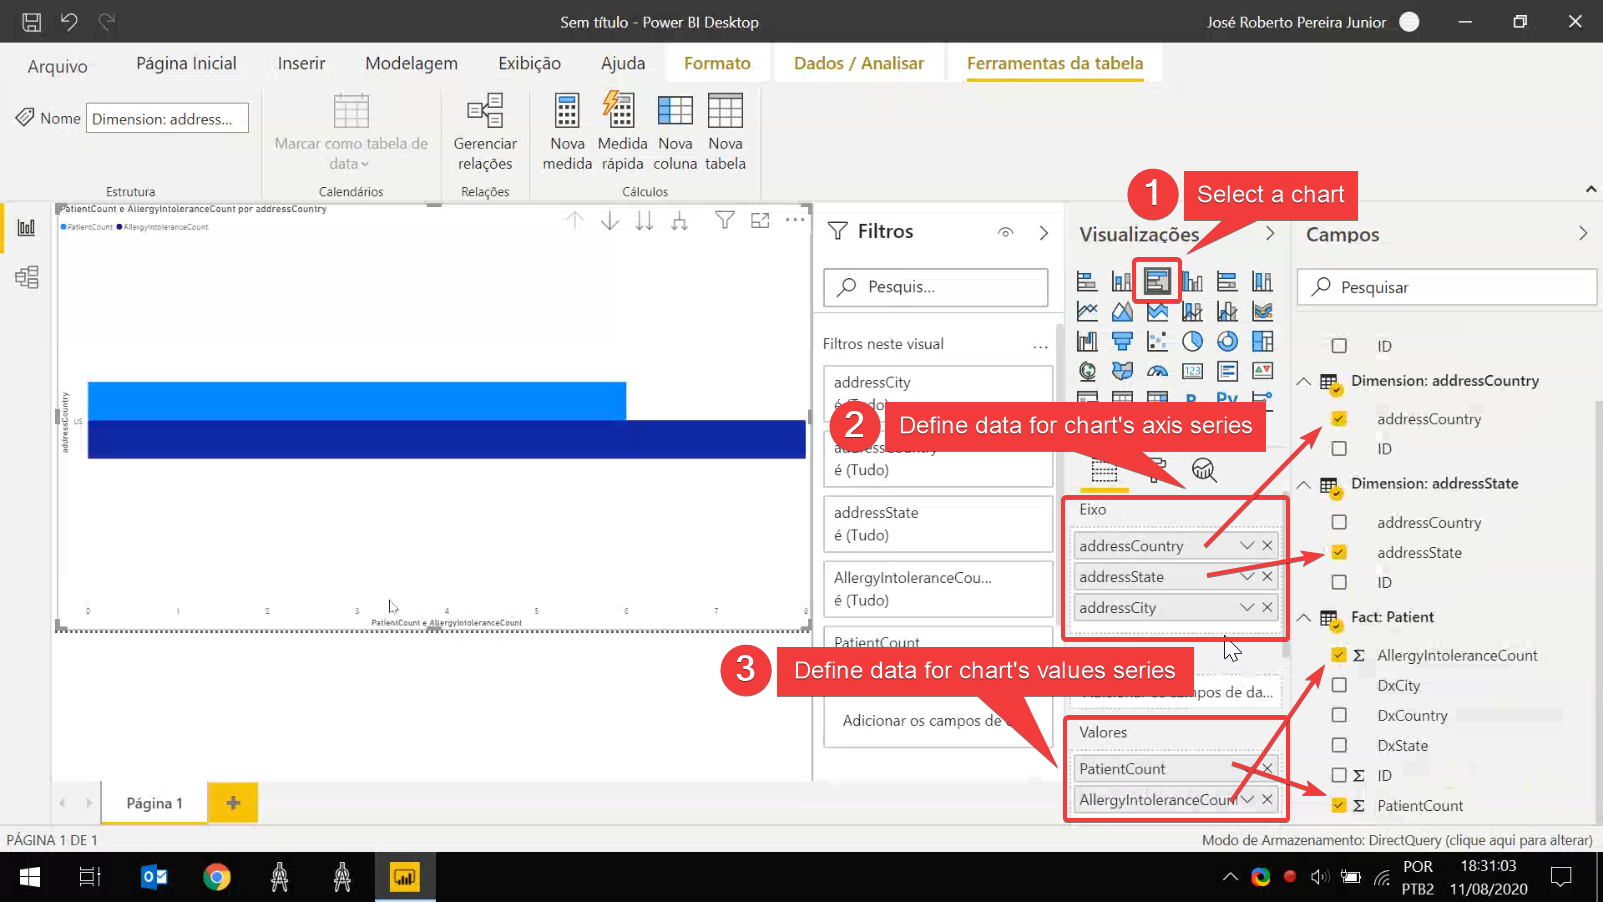 Sem título - Power BI Desktop
José Roberto Pereira Junior
Arquivo
Página Inicial
Inserir
Modelagem
Exibição
Ajuda
Formato
Dados / Analisar
Ferramentas da tabela
Nome
Dimension: address...
Marcar como tabela de
data
Gerenciar
relações
Nova
medida
Medida
rápida
Nova
coluna
Nova
tabela
Estrutura
Calendários
Relações
Cálculos
1
Select a chart
PatientCount e AllergyIntoleranceCount por addressCountry
PatientCount
AllergyIntoleranceCount
addressCountry
US
0 1 2 3 4 5 6 7 8
PatientCount e AllergyIntoleranceCount
Filtros
Pesquis...
Filtros neste visual
...
addressCity
é (Tudo)
addressCountry
é (Tudo)
addressState
é (Tudo)
AllergyIntoleranceCou...
é (Tudo)
PatientCount
Adicionar os campos de
Visualizações
123
R
Py
2
Define data for chart's axis series
Eixo
addressCountry
addressState
addressCity
3
Define data for chart's values series
Adicionar os campos de da...
Valores
PatientCount
AllergyIntoleranceCount
Campos
Pesquisar
ID
Dimension: addressCountry
addressCountry
ID
Dimension: addressState
addressCountry
addressState
ID
Fact: Patient
Σ AllergyIntoleranceCount
DxCity
DxCountry
DxState
Σ ID
Σ PatientCount
Página 1
+
PÁGINA 1 DE 1
Modo de Armazenamento: DirectQuery (clique aqui para alterar)
POR
PTB2
18:31:03
11/08/2020